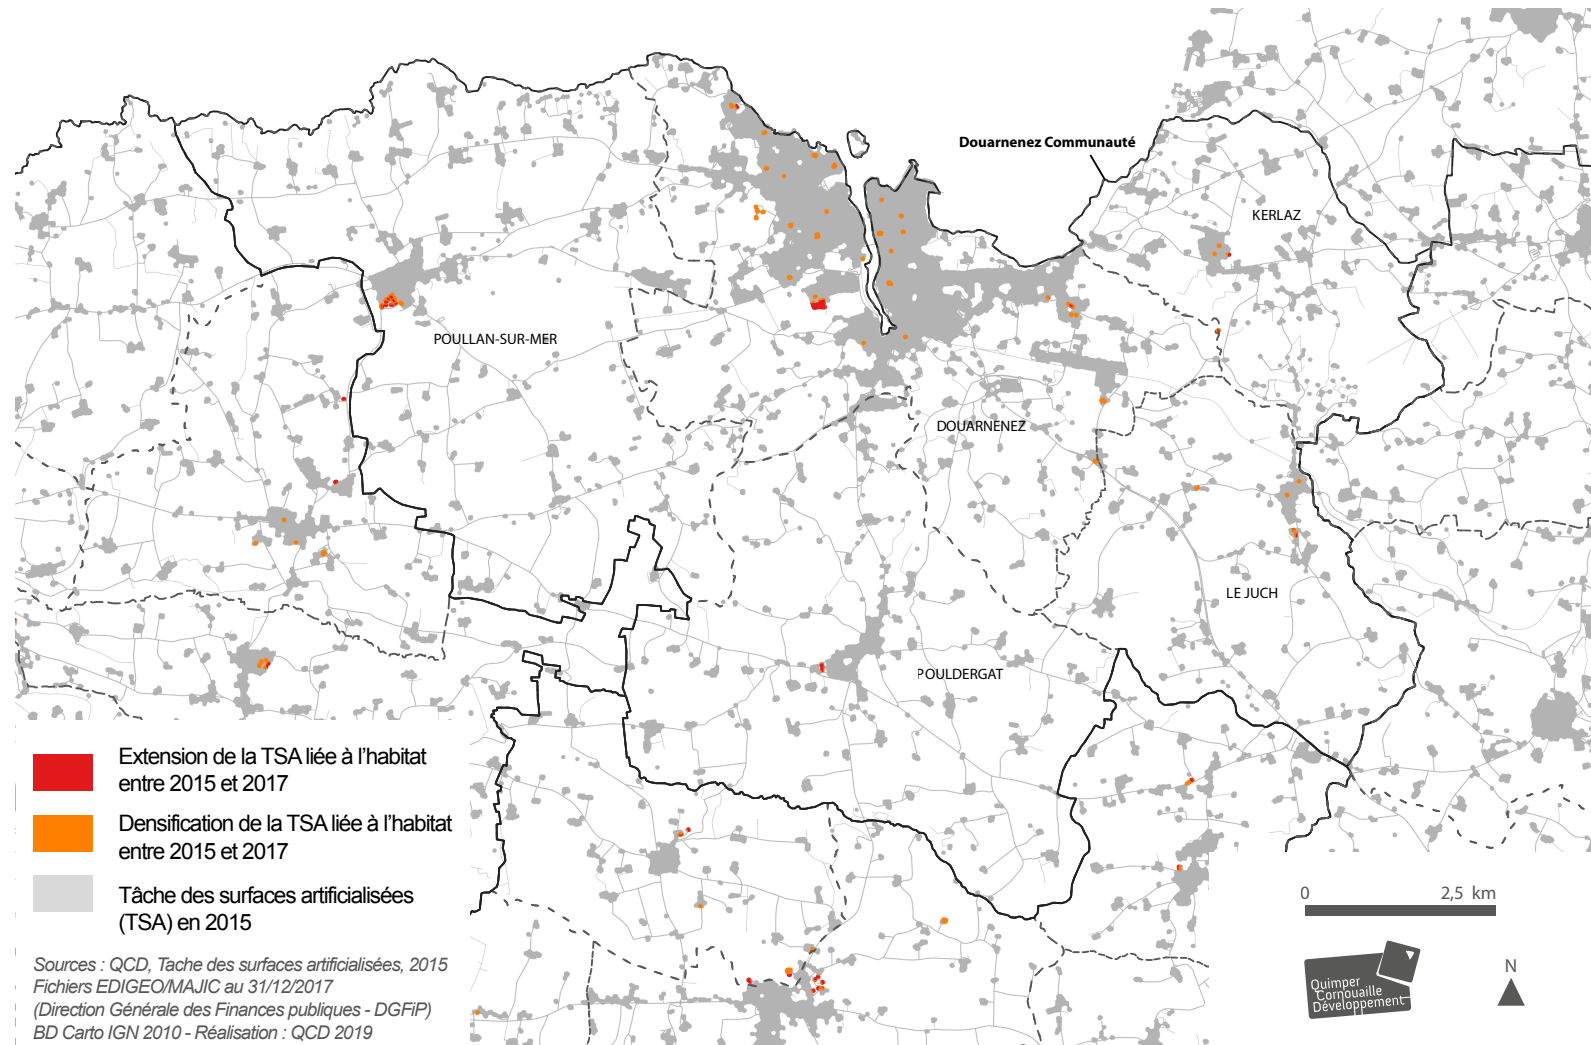 Douarnenez Communauté
KERLAZ
POULLAN-SUR-MER
DOUARNENEZ
LE JUCH
POULDERGAT
Extension de la TSA liée à l'habitat
entre 2015 et 2017
Densification de la TSA liée à l'habitat
entre 2015 et 2017
Tâche des surfaces artificialisées
(TSA) en 2015
Sources : QCD, Tache des surfaces artificialisées, 2015
Fichiers EDIGEO/MAJIC au 31/12/2017
(Direction Générale des Finances publiques - DGFiP)
BD Carto IGN 2010 - Réalisation : QCD 2019
0 2,5 km
Quimper
Cornouaille
Développement
N